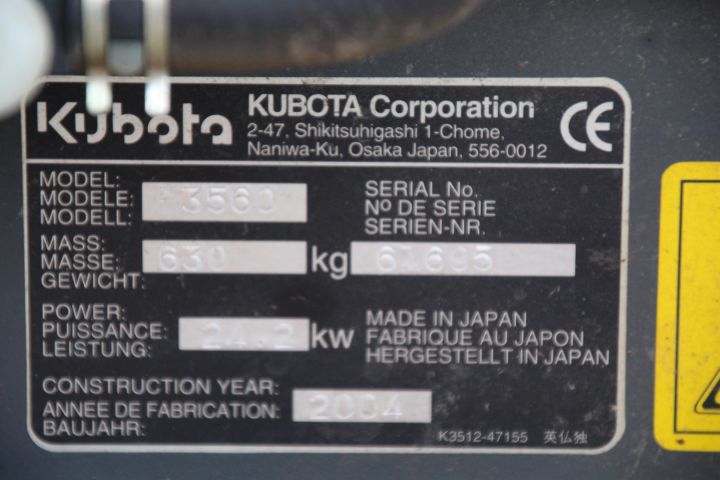 Kubota
KUBOTA Corporation
2-47, Shikitsuhigashi 1-Chome,
Naniwa-Ku, Osaka Japan, 556-0012
CE
MODEL:
MODELE:
MODELL:
3560
SERIAL No.
Nº DE SERIE
SERIEN-NR.
MASS:
MASSE:
GEWICHT:
630 kg
61695
POWER:
PUISSANCE:
LEISTUNG:
24.2 kw
MADE IN JAPAN
FABRIQUE AU JAPON
HERGESTELLT IN JAPAN
CONSTRUCTION YEAR:
ANNEE DE FABRICATION:
BAUJAHR:
2004
K3512-47155 英仏独